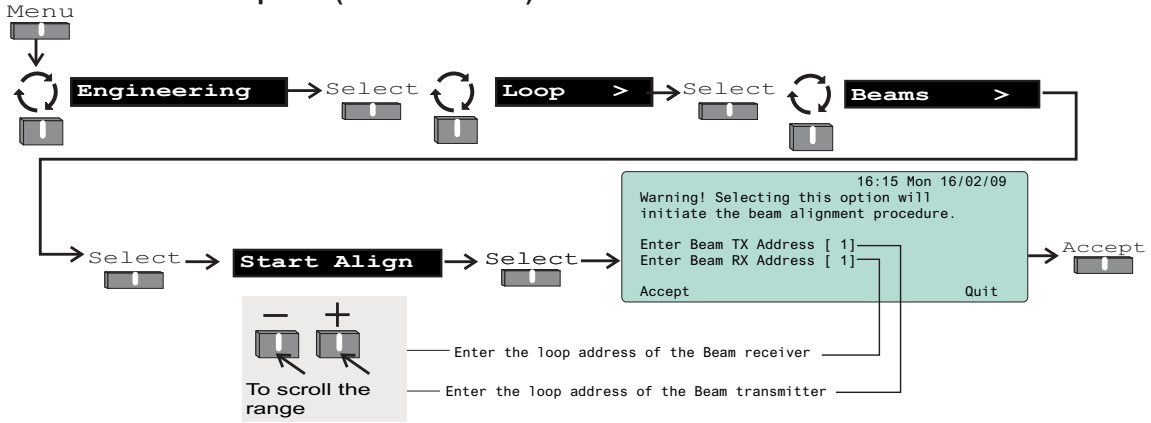 Menu
Engineering
Select
Loop >
Select
Beams >
Select
Start Align
Select
16:15 Mon 16/02/09
Warning! Selecting this option will
initiate the beam alignment procedure.
Enter Beam TX Address [ 1]
Enter Beam RX Address [ 1]
Accept Quit
Accept
− +
To scroll the
range
Enter the loop address of the Beam receiver
Enter the loop address of the Beam transmitter